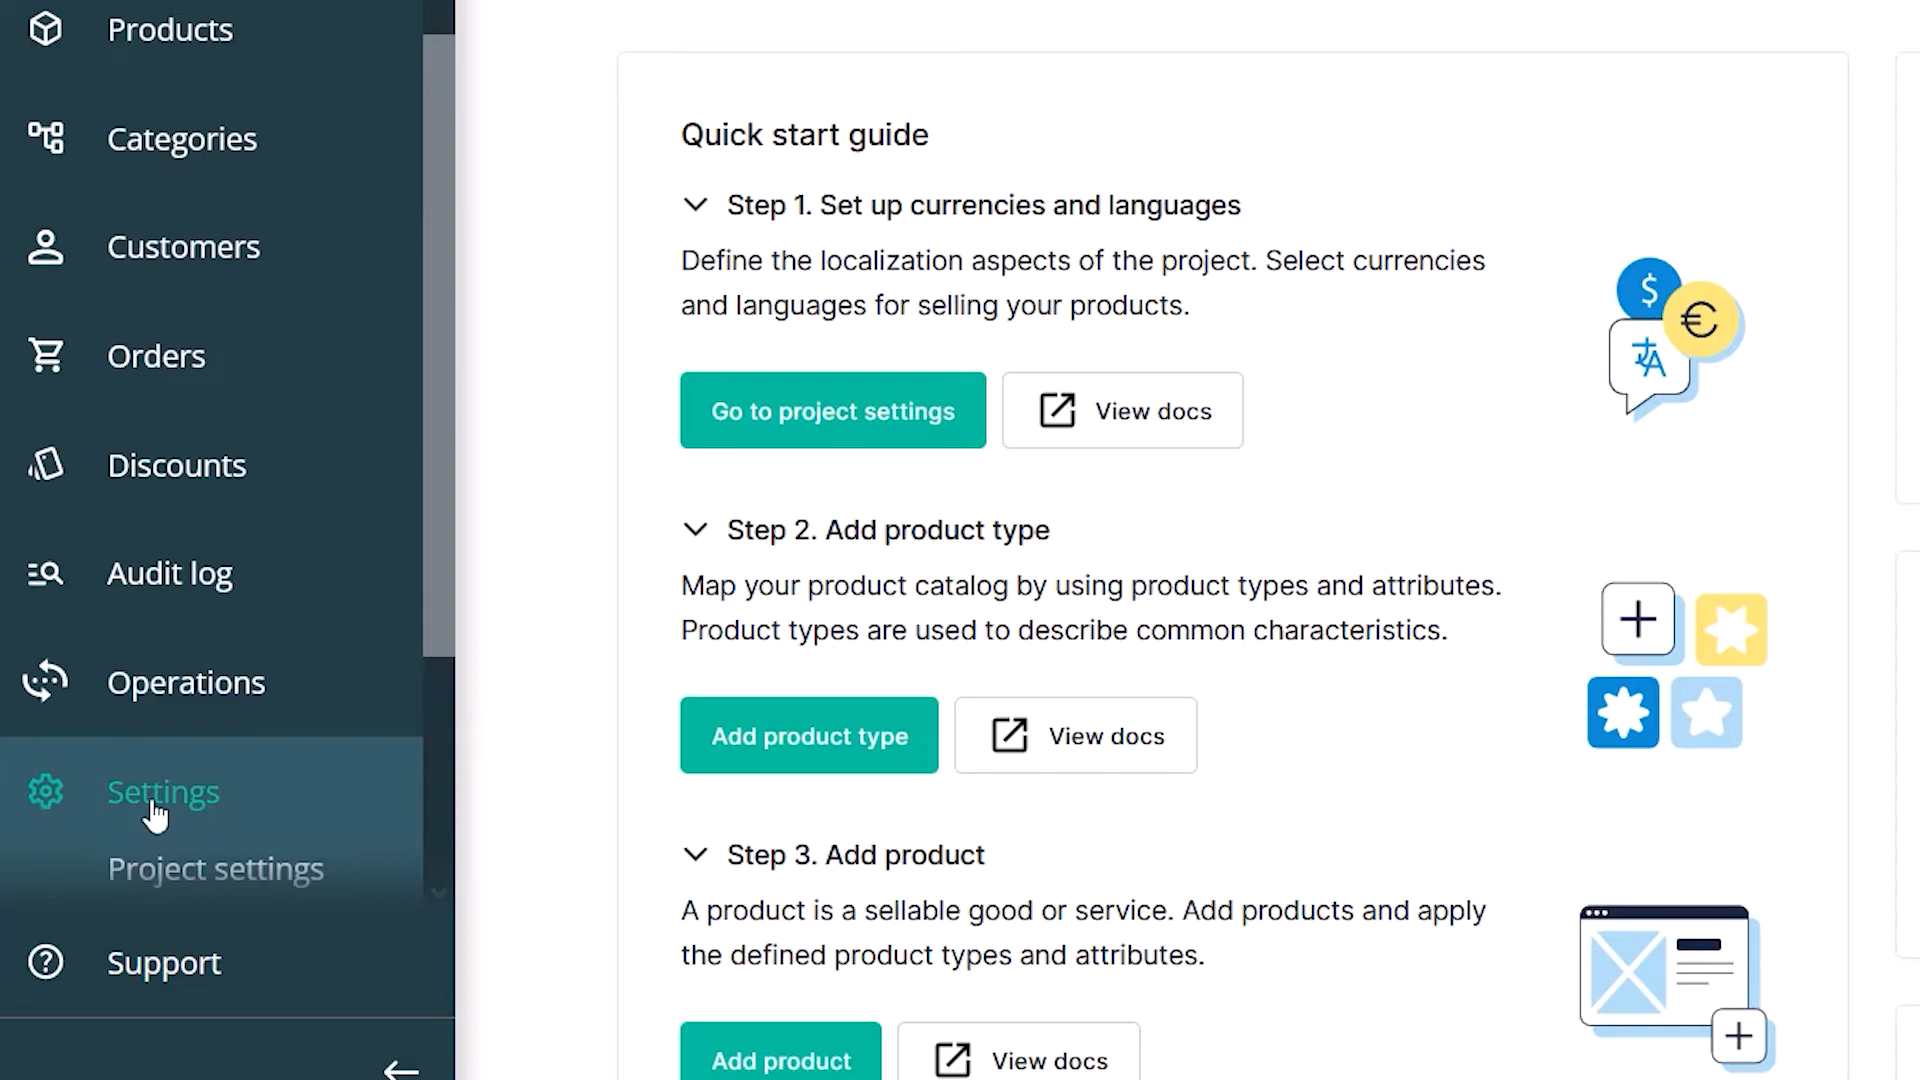 Products
Categories
Customers
Orders
Discounts
Audit log
Operations
Settings
Project settings
Support
Quick start guide
Step 1. Set up currencies and languages
Define the localization aspects of the project. Select currencies
and languages for selling your products.
Go to project settings
View docs
Step 2. Add product type
Map your product catalog by using product types and attributes.
Product types are used to describe common characteristics.
Add product type
View docs
Step 3. Add product
A product is a sellable good or service. Add products and apply
the defined product types and attributes.
Add product
View docs